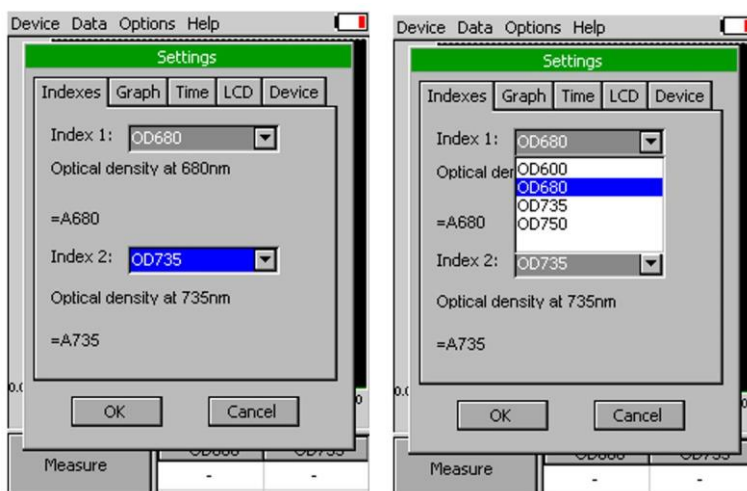 Device Data Options Help
Settings
Indexes Graph Time LCD Device
Index 1: OD680
Optical density at 680nm
=A680
Index 2: OD735
Optical density at 735nm
=A735
OK Cancel
Measure
-
-
Device Data Options Help
Settings
Indexes Graph Time LCD Device
Index 1: OD680
Optical
OD600
OD680
OD735
=A680
OD750
Index 2: OD735
Optical density at 735nm
=A735
OK Cancel
Measure
-
-